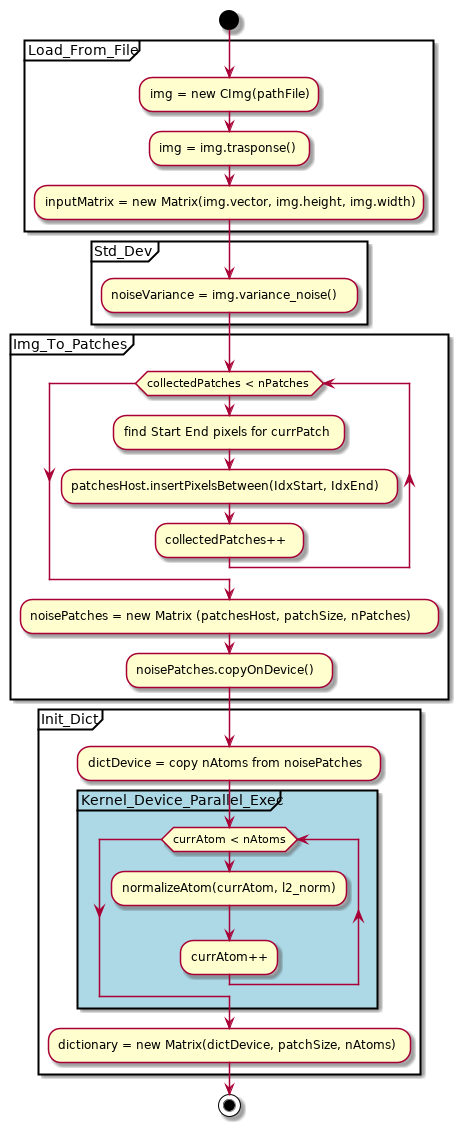 Load_From_File
img = new CImg(pathFile)
img = img.trasponse()
inputMatrix = new Matrix(img.vector, img.height, img.width)
Std_Dev
noiseVariance = img.variance_noise()
Img_To_Patches
collectedPatches < nPatches
find Start End pixels for currPatch
patchesHost.insertPixelsBetween(IdxStart, IdxEnd)
collectedPatches++
noisePatches = new Matrix (patchesHost, patchSize, nPatches)
noisePatches.copyOnDevice()
Init_Dict
dictDevice = copy nAtoms from noisePatches
Kernel_Device_Parallel_Exec
currAtom < nAtoms
normalizeAtom(currAtom, l2_norm)
currAtom++
dictionary = new Matrix(dictDevice, patchSize, nAtoms)